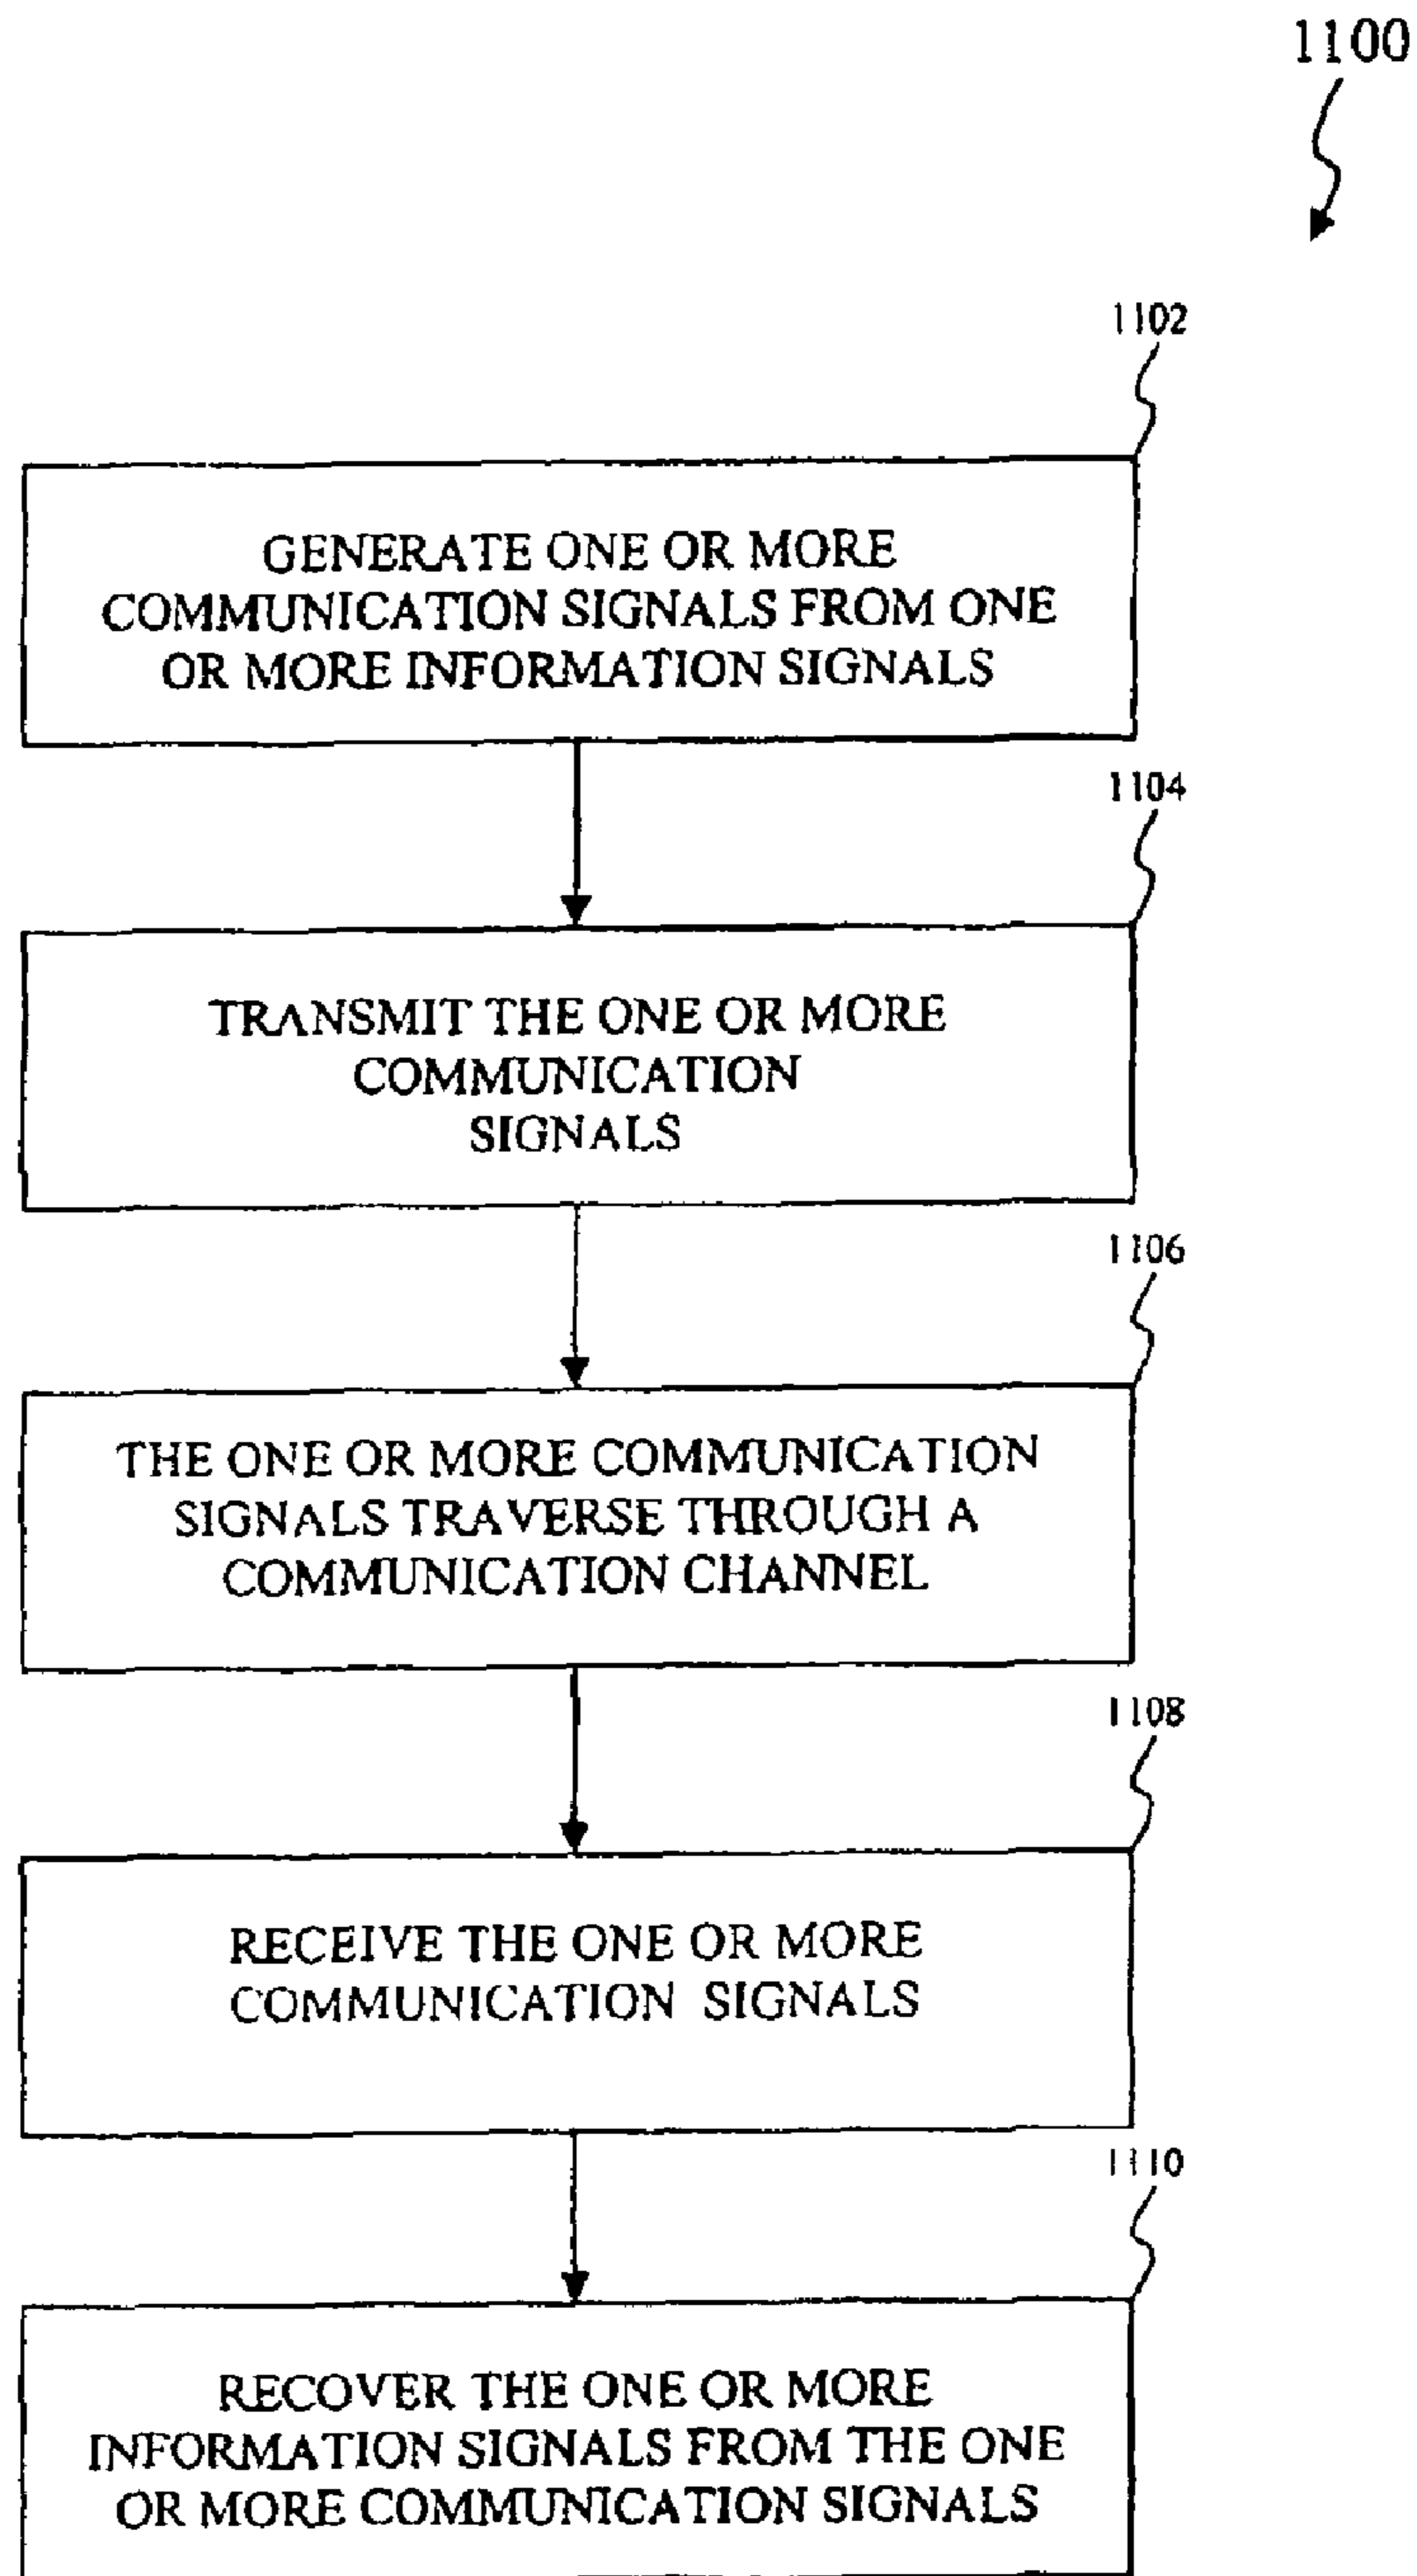 1100
1102
GENERATE ONE OR MORE
COMMUNICATION SIGNALS FROM ONE
OR MORE INFORMATION SIGNALS
1104
TRANSMIT THE ONE OR MORE
COMMUNICATION
SIGNALS
1106
THE ONE OR MORE COMMUNICATION
SIGNALS TRAVERSE THROUGH A
COMMUNICATION CHANNEL
1108
RECEIVE THE ONE OR MORE
COMMUNICATION SIGNALS
1110
RECOVER THE ONE OR MORE
INFORMATION SIGNALS FROM THE ONE
OR MORE COMMUNICATION SIGNALS